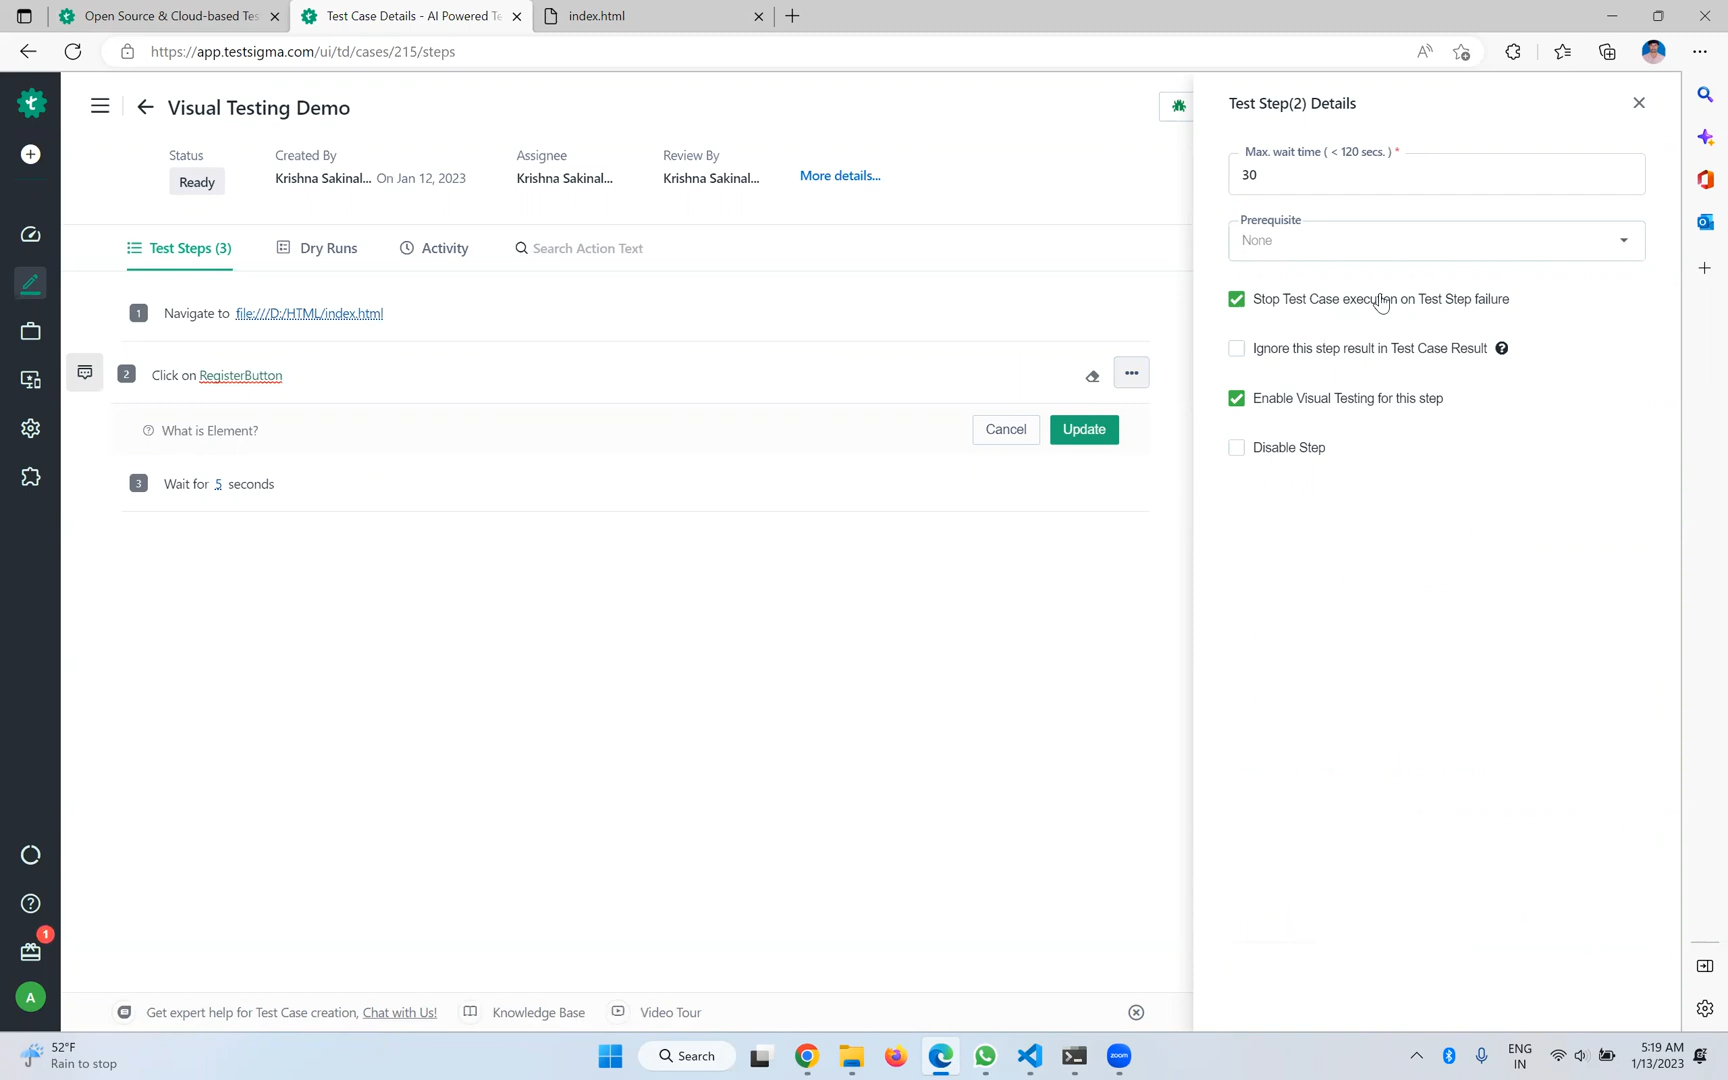 Open Source & Cloud-based Tes
Test Case Details - AI Powered Te
index.html
https://app.testsigma.com/ui/td/cases/215/steps
Visual Testing Demo
Status
Created By
Assignee
Review By
Ready
Krishna Sakinal... On Jan 12, 2023
Krishna Sakinal...
Krishna Sakinal...
More details...
Test Steps (3)
Dry Runs
Activity
Search Action Text
1 Navigate to file:///D:/HTML/index.html
2 Click on RegisterButton
What is Element?
Cancel
Update
3 Wait for 5 seconds
Test Step(2) Details
Max. wait time ( < 120 secs. ) *
30
Prerequisite
None
Stop Test Case execution on Test Step failure
Ignore this step result in Test Case Result
Enable Visual Testing for this step
Disable Step
1
A
Get expert help for Test Case creation, Chat with Us!
Knowledge Base
Video Tour
52°F
Rain to stop
Search
zoom
ENG
IN
5:19 AM
1/13/2023